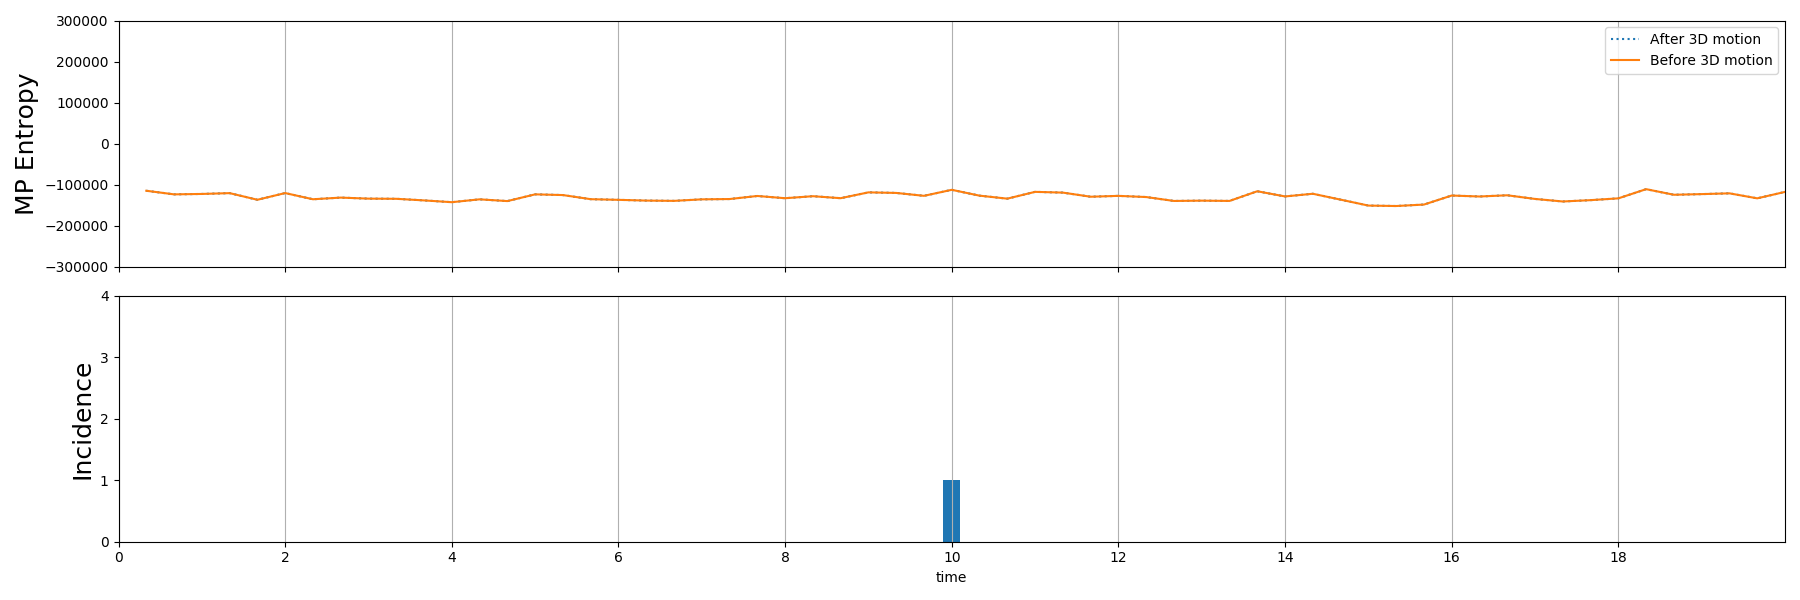 300000
200000
100000
0
−100000
−200000
−300000
MP Entropy
After 3D motion
Before 3D motion
4
3
2
1
0
Incidence
0 2 4 6 8 10 12 14 16 18
time